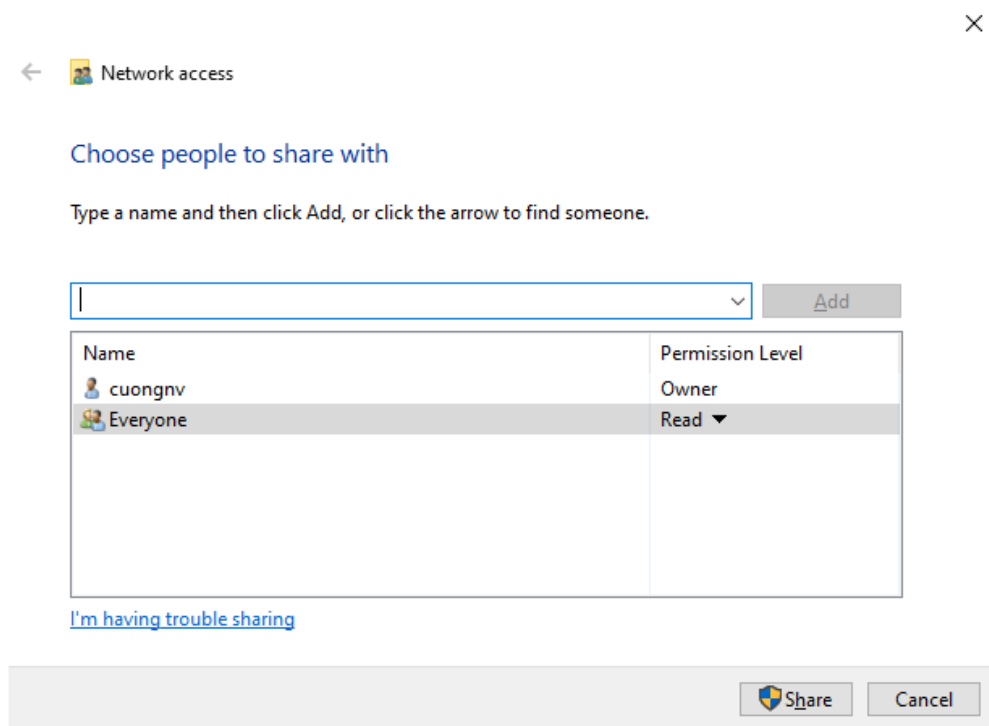 Network access
Choose people to share with
Type a name and then click Add, or click the arrow to find someone.
Add
Name Permission Level
cuongnv Owner
Everyone Read
I'm having trouble sharing
Share Cancel